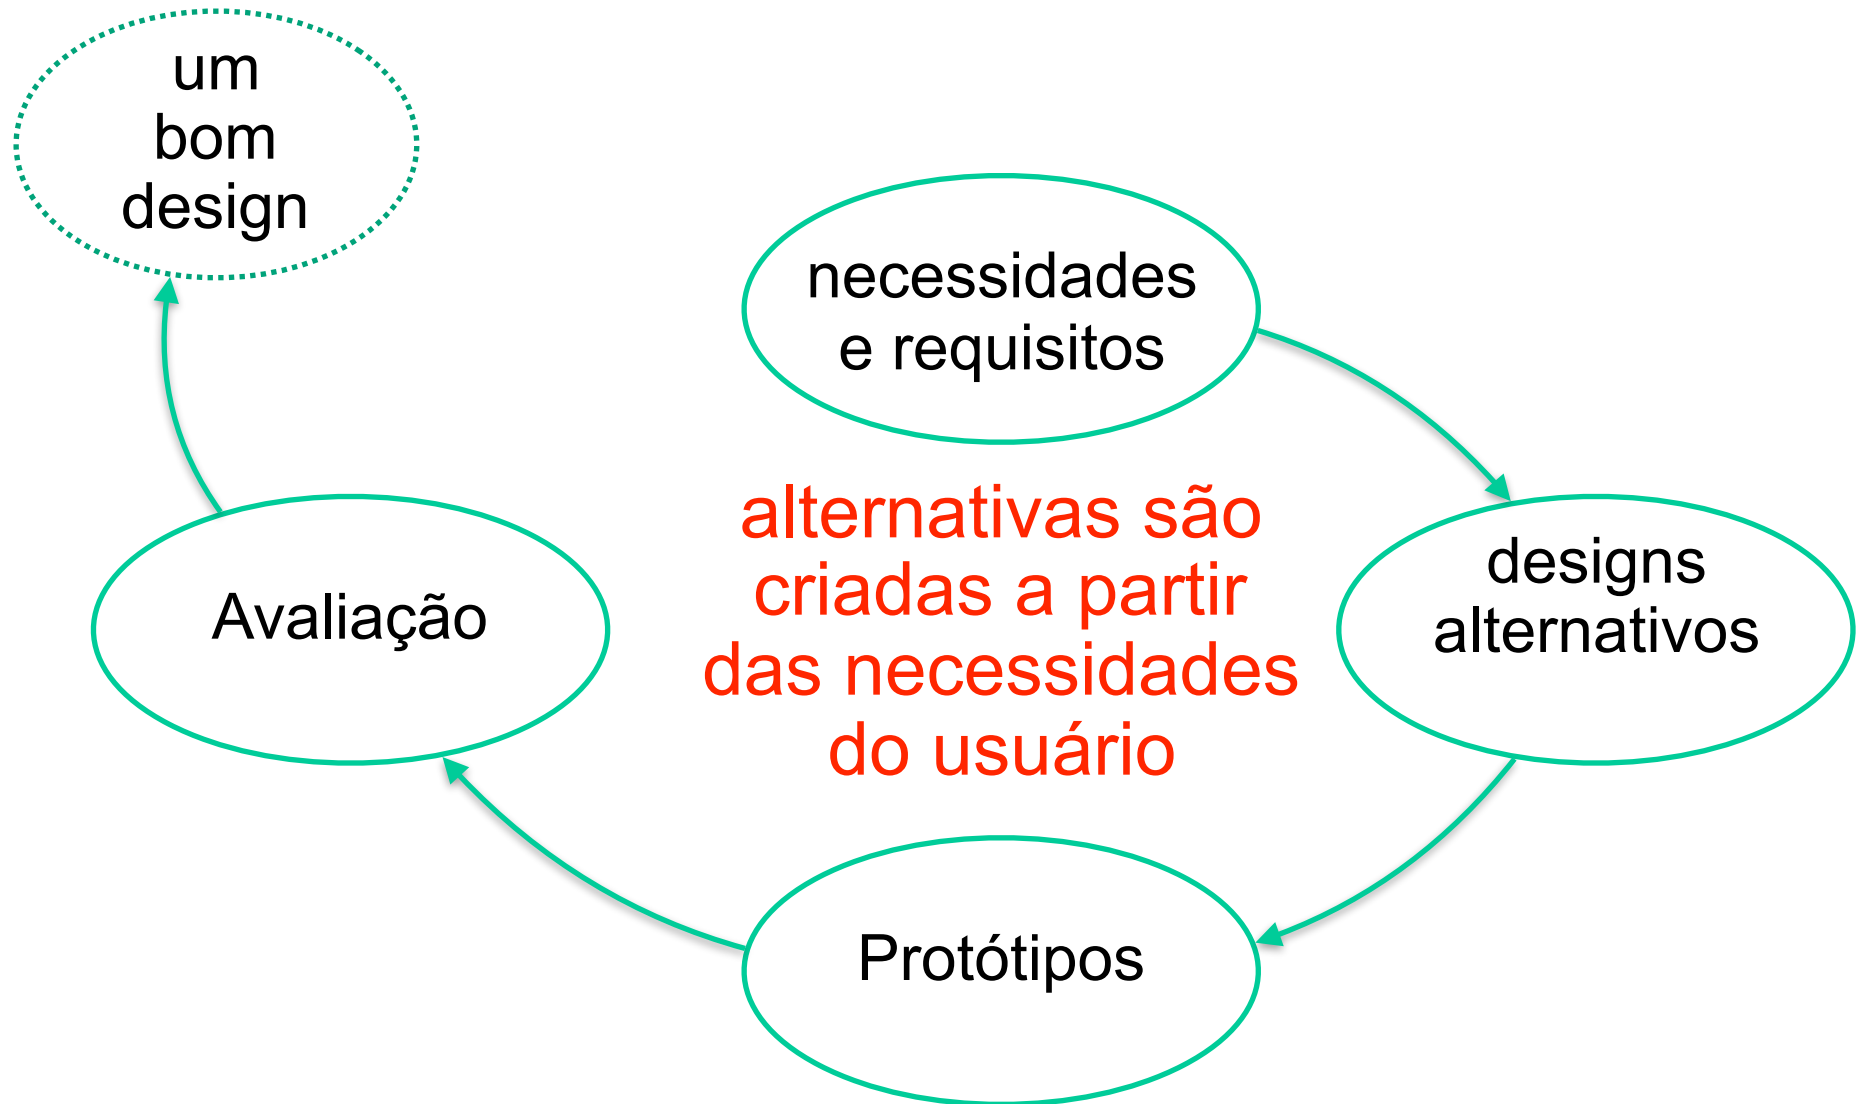 um
bom
design
necessidades
e requisitos
alternativas são
criadas a partir
das necessidades
do usuário
designs
alternativos
Avaliação
Protótipos